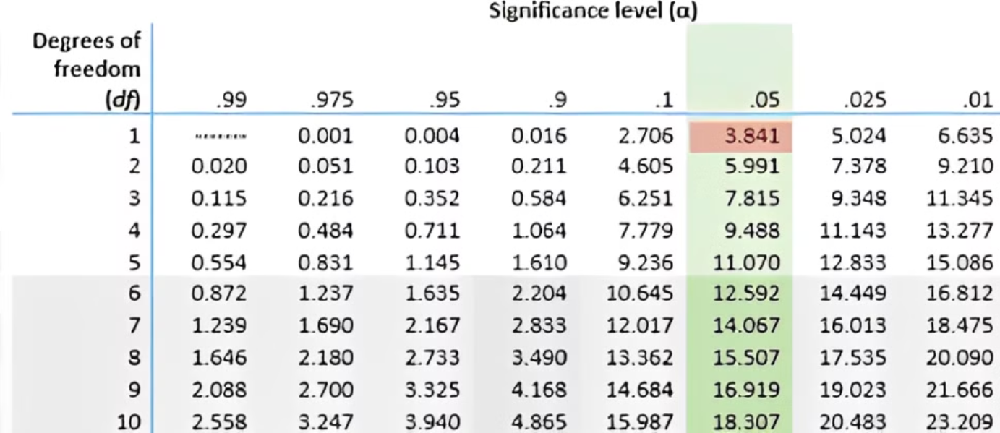 Significance level (α)
Degrees of
freedom
(df) .99 .975 .95 .9 .1 .05 .025 .01
1 0.001 0.004 0.016 2.706 3.841 5.024 6.635
2 0.020 0.051 0.103 0.211 4.605 5.991 7.378 9.210
3 0.115 0.216 0.352 0.584 6.251 7.815 9.348 11.345
4 0.297 0.484 0.711 1.064 7.779 9.488 11.143 13.277
5 0.554 0.831 1.145 1.610 9.236 11.070 12.833 15.086
6 0.872 1.237 1.635 2.204 10.645 12.592 14.449 16.812
7 1.239 1.690 2.167 2.833 12.017 14.067 16.013 18.475
8 1.646 2.180 2.733 3.490 13.362 15.507 17.535 20.090
9 2.088 2.700 3.325 4.168 14.684 16.919 19.023 21.666
10 2.558 3.247 3.940 4.865 15.987 18.307 20.483 23.209